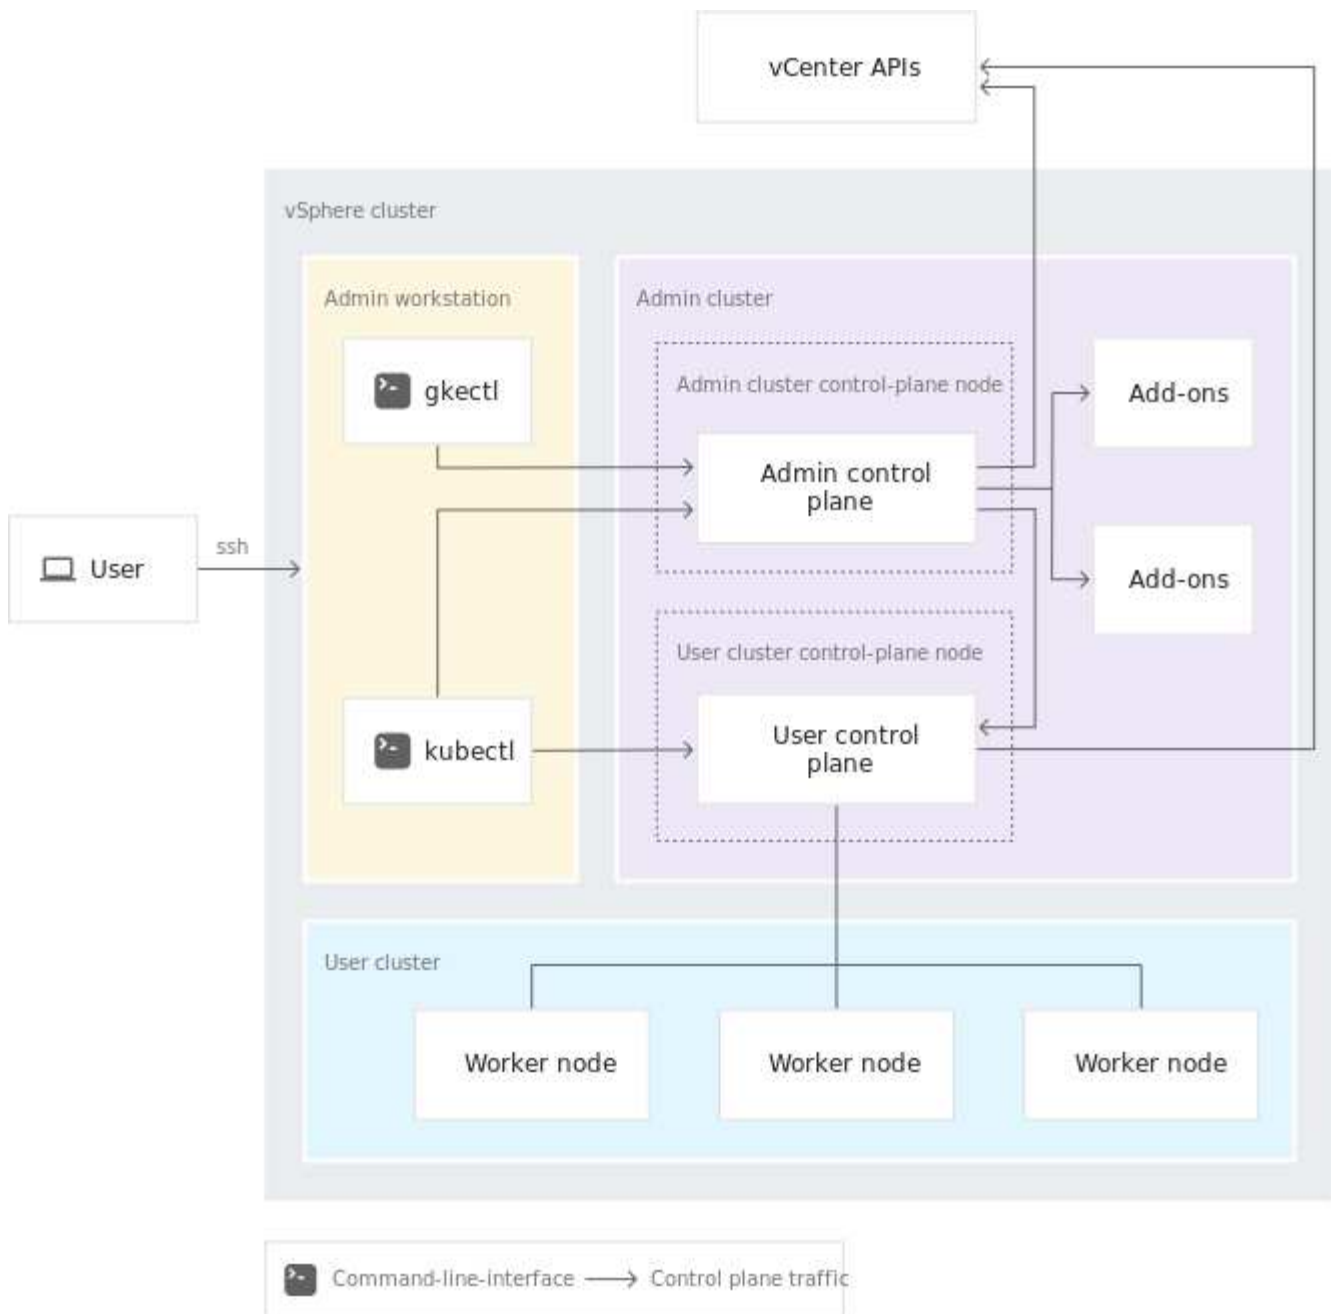 vCenter APIs
vSphere cluster
Admin workstation
gkectl
kubectl
User
ssh
Admin cluster
Admin cluster control-plane node
Admin control
plane
Add-ons
Add-ons
User cluster control-plane node
User control
plane
User cluster
Worker node
Worker node
Worker node
Command-line-interface
Control plane traffic